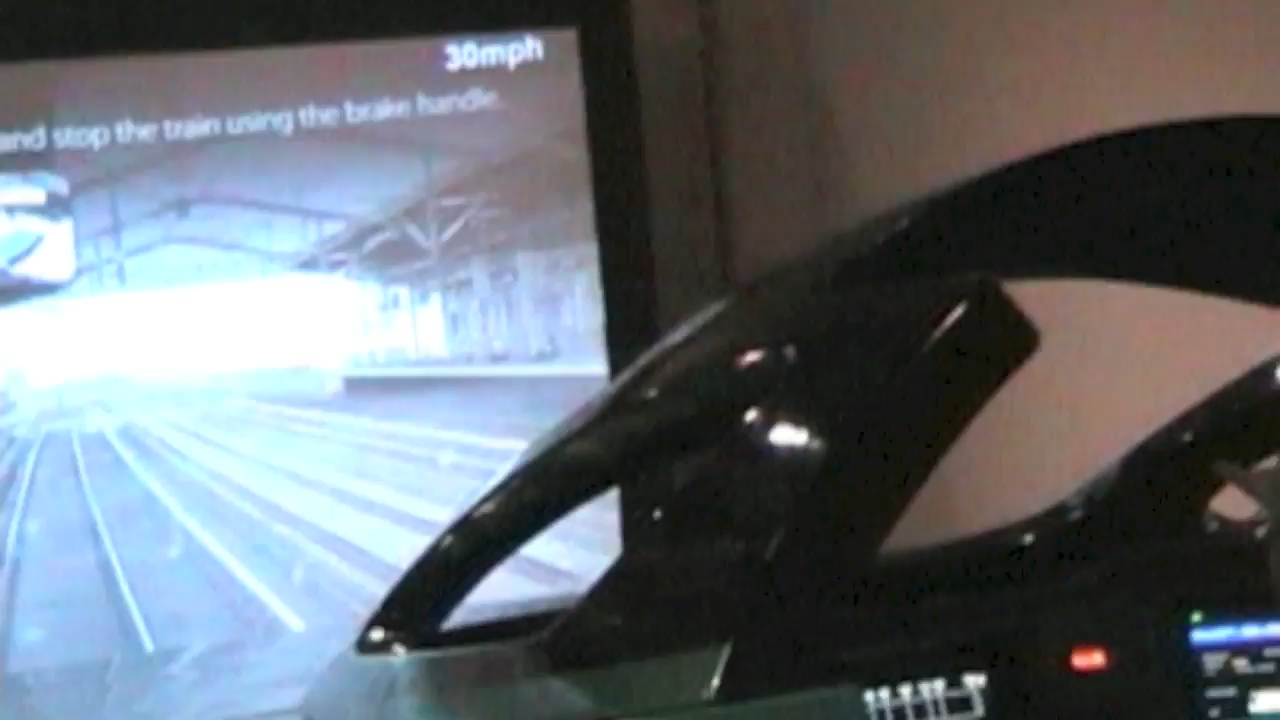 30mph
and stop the train using the brake handle.